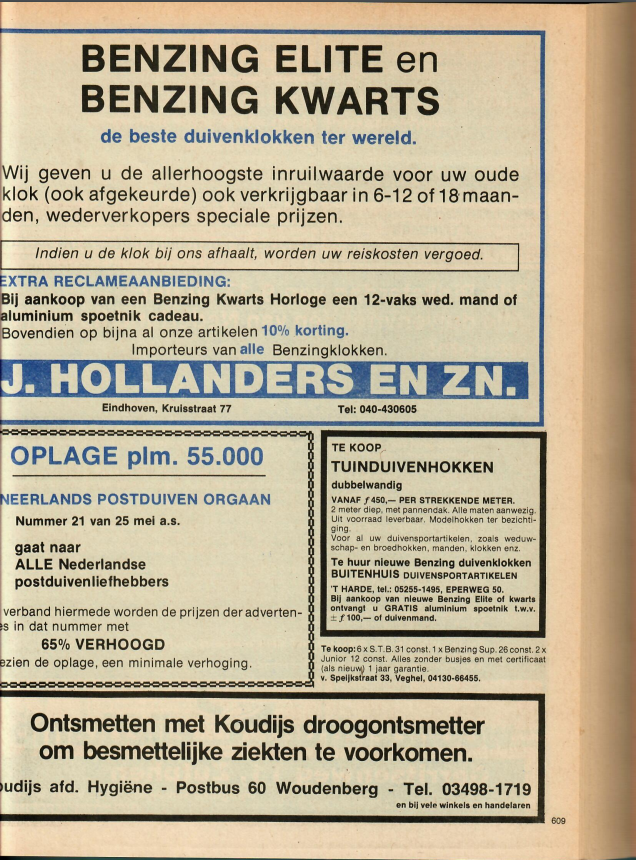 BENZING ELITE en
BENZING KWARTS
de beste duivenklokken ter wereld.
Wij geven u de allerhoogste inruilwaarde voor uw oude
klok (ook afgekeurde) ook verkrijgbaar in 6-12 of 18 maan-
den, wederverkopers speciale prijzen.
Indien u de klok bij ons afhaalt, worden uw reiskosten vergoed.
EXTRA RECLAMEAANBIEDING:
Bij aankoop van een Benzing Kwarts Horloge een 12-vaks wed. mand of
aluminium spoetnik cadeau.
Bovendien op bijna al onze artikelen 10% korting.
Importeurs van alle Benzingklokken.
J. HOLLANDERS EN ZN.
Eindhoven, Kruisstraat 77 Tel: 040-430605
OPLAGE plm. 55.000
NEERLANDS POSTDUIVEN ORGAAN
Nummer 21 van 25 mei a.s.
gaat naar
ALLE Nederlandse
postduivenliefhebbers
verband hiermede worden de prijzen der adverten-
es in dat nummer met
65% VERHOOGD
ezien de oplage, een minimale verhoging.
TE KOOP
TUINDUIVENHOKKEN
dubbelwandig
VANAF ƒ 450,— PER STREKKENDE METER.
2 meter diep, met pannendak. Alle maten aanwezig.
Uit voorraad leverbaar. Modelhokken ter bezichti-
ging.
Voor al uw duivensportartikelen, zoals weduw-
schap- en broedhokken, manden, klokken enz.
Te huur nieuwe Benzing duivenklokken
BUITENHUIS DUIVENSPORTARTIKELEN
'T HARDE, tel.: 05255-1495, EPERWEG 50.
Bij aankoop van nieuwe Benzing Elite of kwarts
ontvangt u GRATIS aluminium spoetnik t.w.v.
± ƒ 100,— of duivenmand.
Te koop: 6 x S.T.B. 31 const. 1 x Benzing Sup. 26 const. 2 x
Junior 12 const. Alles zonder busjes en met certificaat
(als nieuw) 1 jaar garantie.
v. Speijkstraat 33, Veghel, 04130-66455.
Ontsmetten met Koudijs droogontsmetter
om besmettelijke ziekten te voorkomen.
oudijs afd. Hygiëne - Postbus 60 Woudenberg - Tel. 03498-1719
en bij vele winkels en handelaren
609